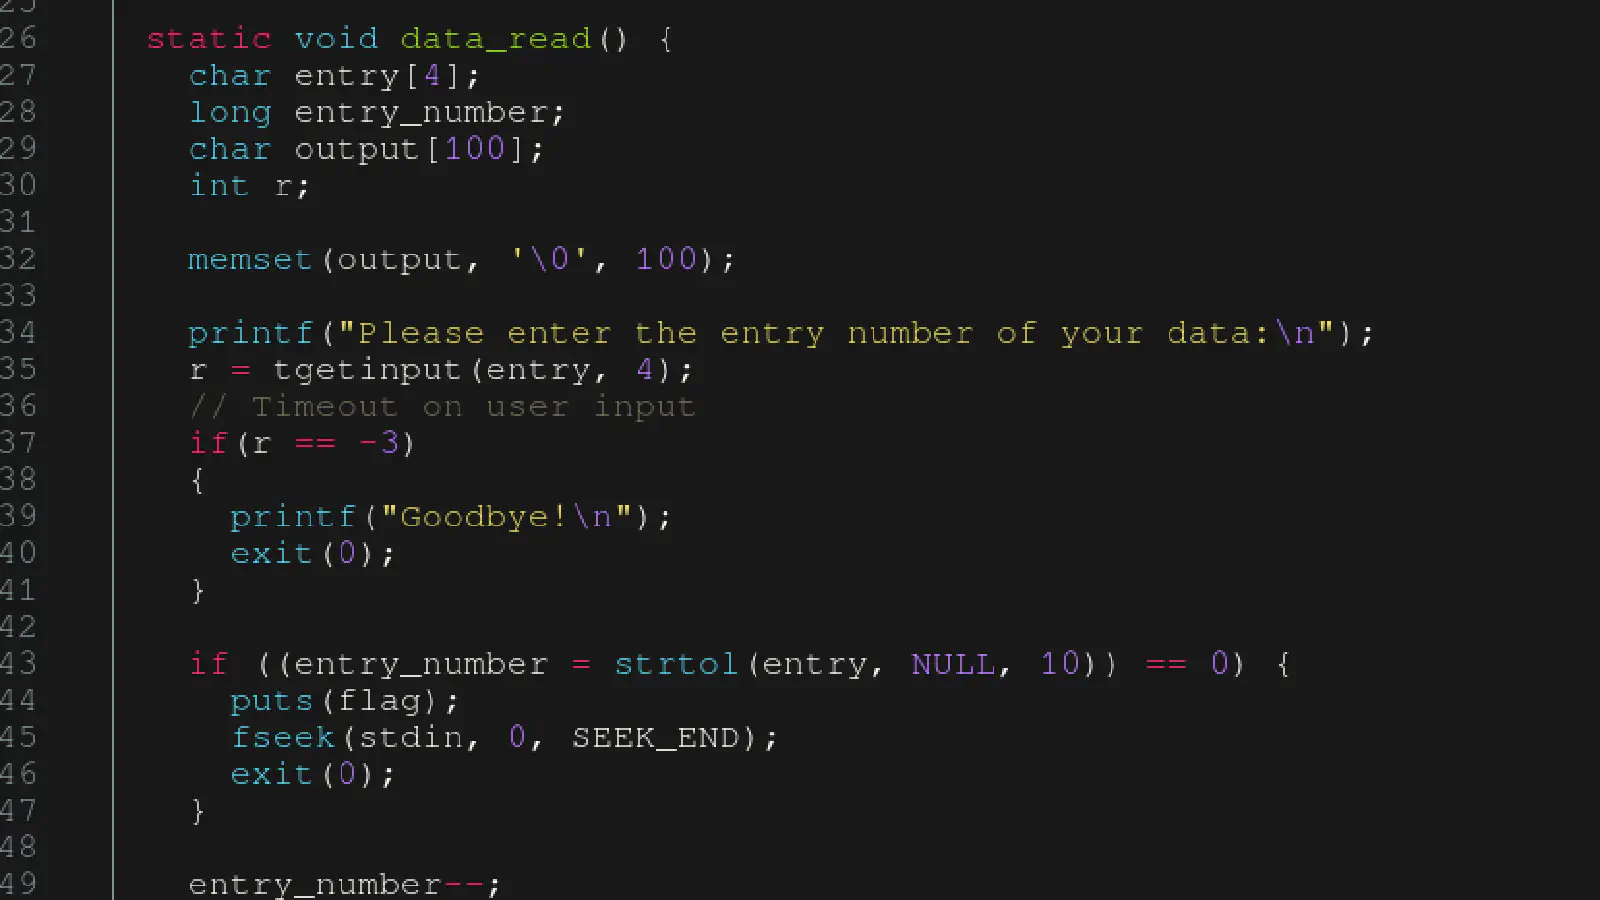 25
26 static void data_read() {
27 char entry[4];
28 long entry_number;
29 char output[100];
30 int r;
31
32 memset(output, '\0', 100);
33
34 printf("Please enter the entry number of your data:\n");
35 r = tgetinput(entry, 4);
36 // Timeout on user input
37 if(r == -3)
38 {
39 printf("Goodbye!\n");
40 exit(0);
41 }
42
43 if ((entry_number = strtol(entry, NULL, 10)) == 0) {
44 puts(flag);
45 fseek(stdin, 0, SEEK_END);
46 exit(0);
47 }
48
49 entry_number--;